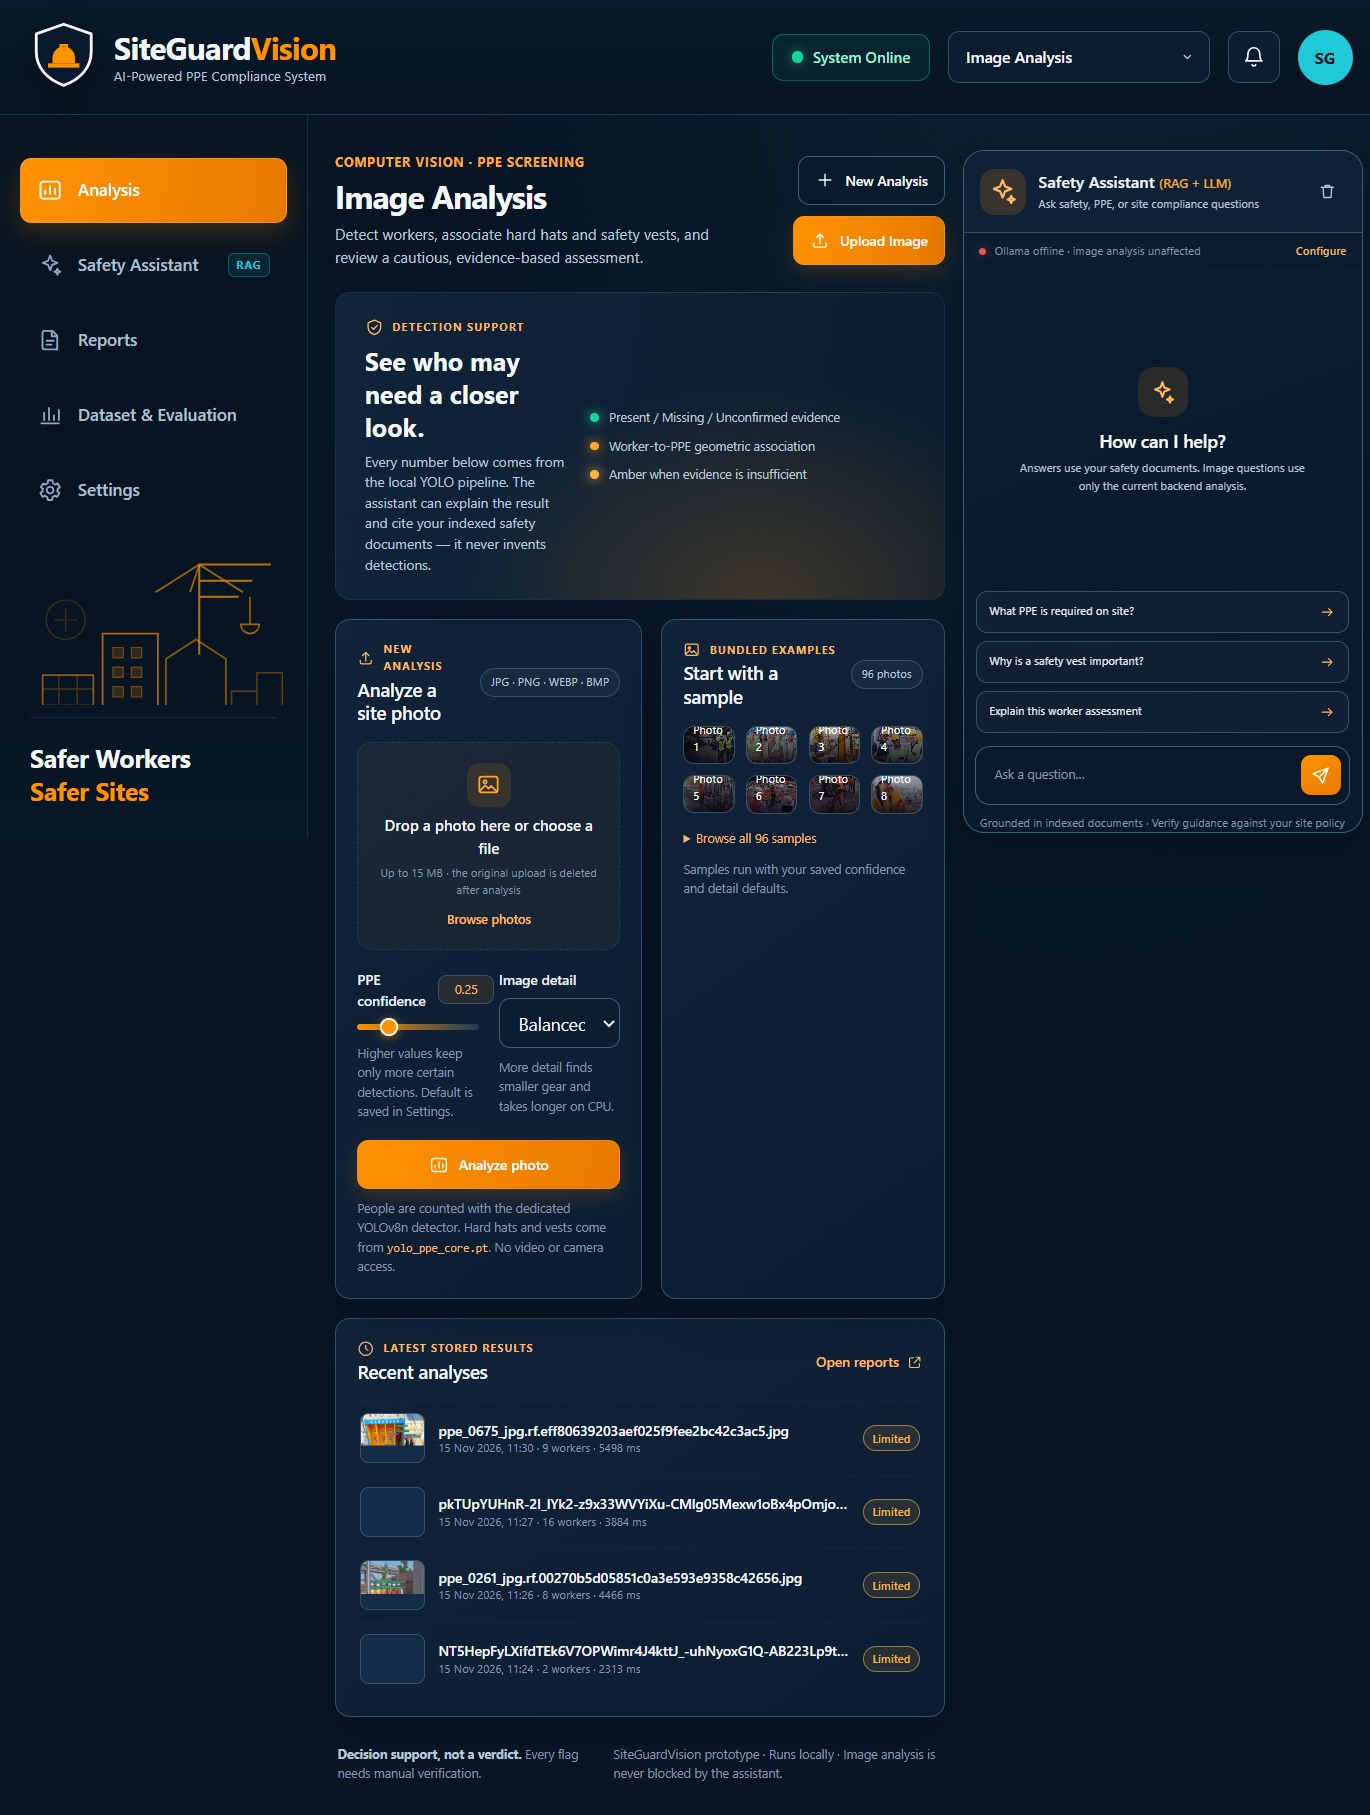 SiteGuardVision
AI-Powered PPE Compliance System
System Online
Image Analysis
SG
Analysis
Safety Assistant RAG
Reports
Dataset & Evaluation
Settings
Safer Workers
Safer Sites
COMPUTER VISION · PPE SCREENING
Image Analysis
Detect workers, associate hard hats and safety vests, and
review a cautious, evidence-based assessment.
New Analysis
Upload Image
DETECTION SUPPORT
See who may
need a closer
look.
Every number below comes from
the local YOLO pipeline. The
assistant can explain the result
and cite your indexed safety
documents — it never invents
detections.
Present / Missing / Unconfirmed evidence
Worker-to-PPE geometric association
Amber when evidence is insufficient
NEW
ANALYSIS
Analyze a
site photo
JPG · PNG · WEBP · BMP
Drop a photo here or choose a
file
Up to 15 MB · the original upload is deleted
after analysis
Browse photos
PPE
confidence
0.25
Higher values keep
only more certain
detections. Default is
saved in Settings.
Image detail
Balanced
More detail finds
smaller gear and
takes longer on CPU.
Analyze photo
People are counted with the dedicated
YOLOv8n detector. Hard hats and vests come
from yolo_ppe_core.pt. No video or camera
access.
BUNDLED EXAMPLES
Start with a
sample
96 photos
Photo
1
Photo
2
Photo
3
Photo
4
Photo
5
Photo
6
Photo
7
Photo
8
Browse all 96 samples
Samples run with your saved confidence
and detail defaults.
LATEST STORED RESULTS
Recent analyses
Open reports
ppe_0675_jpg.rf.eff80639203aef025f9fee2bc42c3ac5.jpg
15 Nov 2026, 11:30 · 9 workers · 5498 ms
Limited
15 Nov 2026, 11:27 · 16 workers · 3884 ms
Limited
ppe_0261_jpg.rf.00270b5d05851c0a3e593e9358c42656.jpg
15 Nov 2026, 11:26 · 8 workers · 4466 ms
Limited
15 Nov 2026, 11:24 · 2 workers · 2313 ms
Limited
Decision support, not a verdict. Every flag
needs manual verification.
SiteGuardVision prototype · Runs locally · Image analysis is
never blocked by the assistant.
Safety Assistant (RAG + LLM)
Ask safety, PPE, or site compliance questions
Ollama offline · image analysis unaffected
Configure
How can I help?
Answers use your safety documents. Image questions use
only the current backend analysis.
What PPE is required on site?
Why is a safety vest important?
Explain this worker assessment
Ask a question...
Grounded in indexed documents · Verify guidance against your site policy